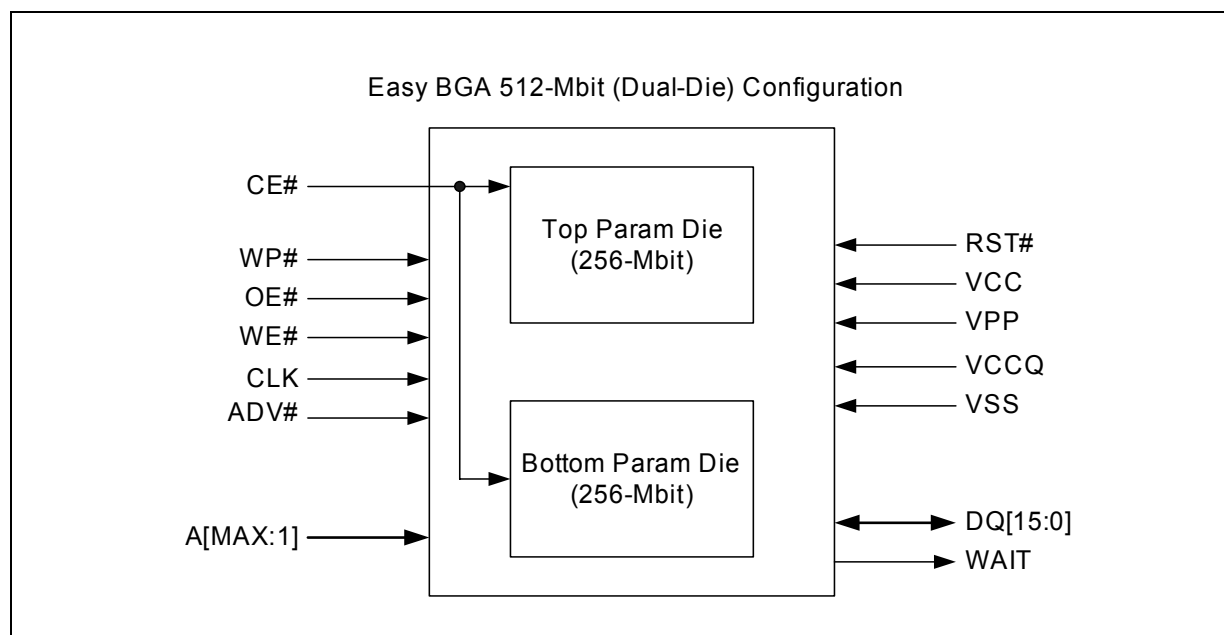 Easy BGA 512-Mbit (Dual-Die) Configuration
CE#
WP#
OE#
WE#
CLK
ADV#
A[MAX:1]
Top Param Die
(256-Mbit)
Bottom Param Die
(256-Mbit)
RST#
VCC
VPP
VCCQ
VSS
DQ[15:0]
WAIT